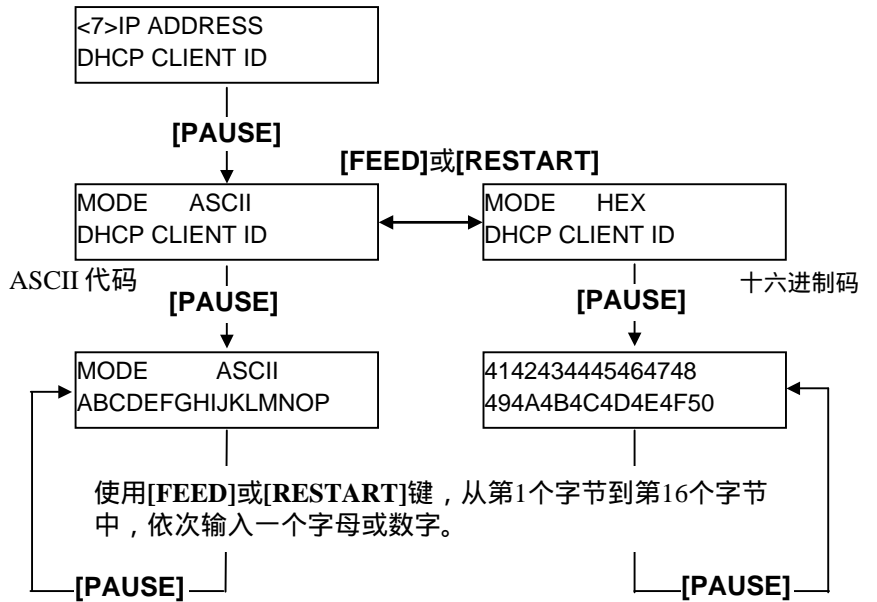 <7>IP ADDRESS
DHCP CLIENT ID
[PAUSE]
[FEED]或[RESTART]
MODE ASCII
DHCP CLIENT ID
MODE HEX
DHCP CLIENT ID
ASCII 代码
[PAUSE]
[PAUSE]
十六进制码
MODE ASCII
ABCDEFGHIJKLMNOP
4142434445464748
494A4B4C4D4E4F50
使用[FEED]或[RESTART]键，从第1个字节到第16个字节
中，依次输入一个字母或数字。
[PAUSE]
[PAUSE]